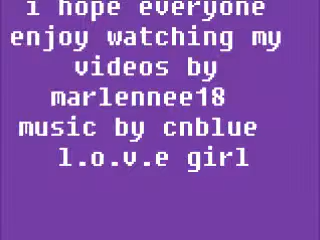 i hope everyone
enjoy watching my
videos by
marlennee18
music by cnblue
l.o.v.e girl